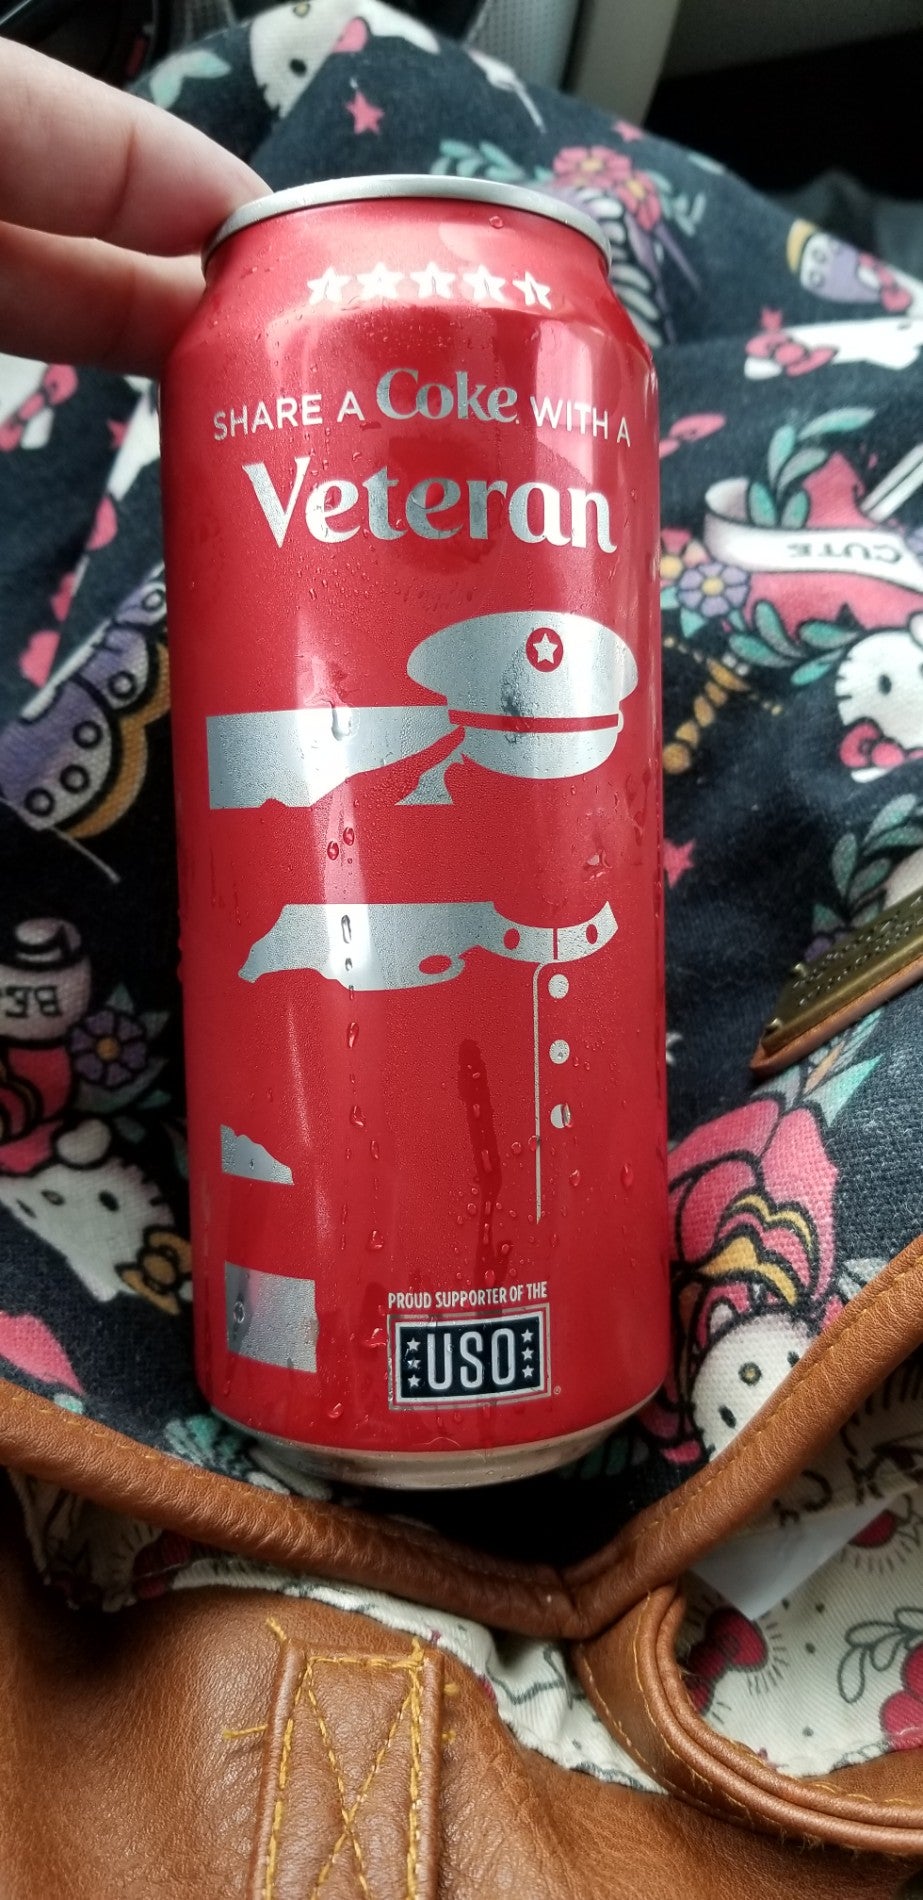 SHARE A Coke WITH A
Veteran
PROUD SUPPORTER OF THE
USO
CUTE